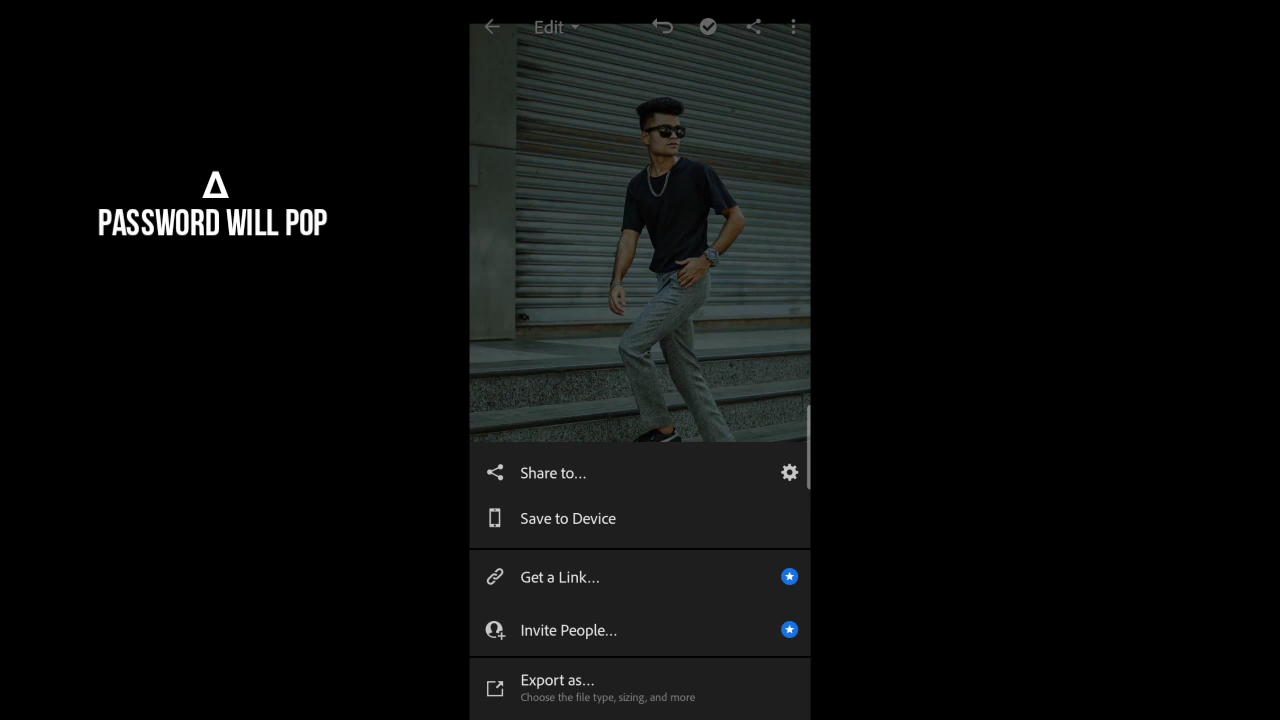 Edit
Δ
PASSWORD WILL POP
Share to...
Save to Device
Get a Link...
Invite People...
Export as...
Choose the file type, sizing, and more